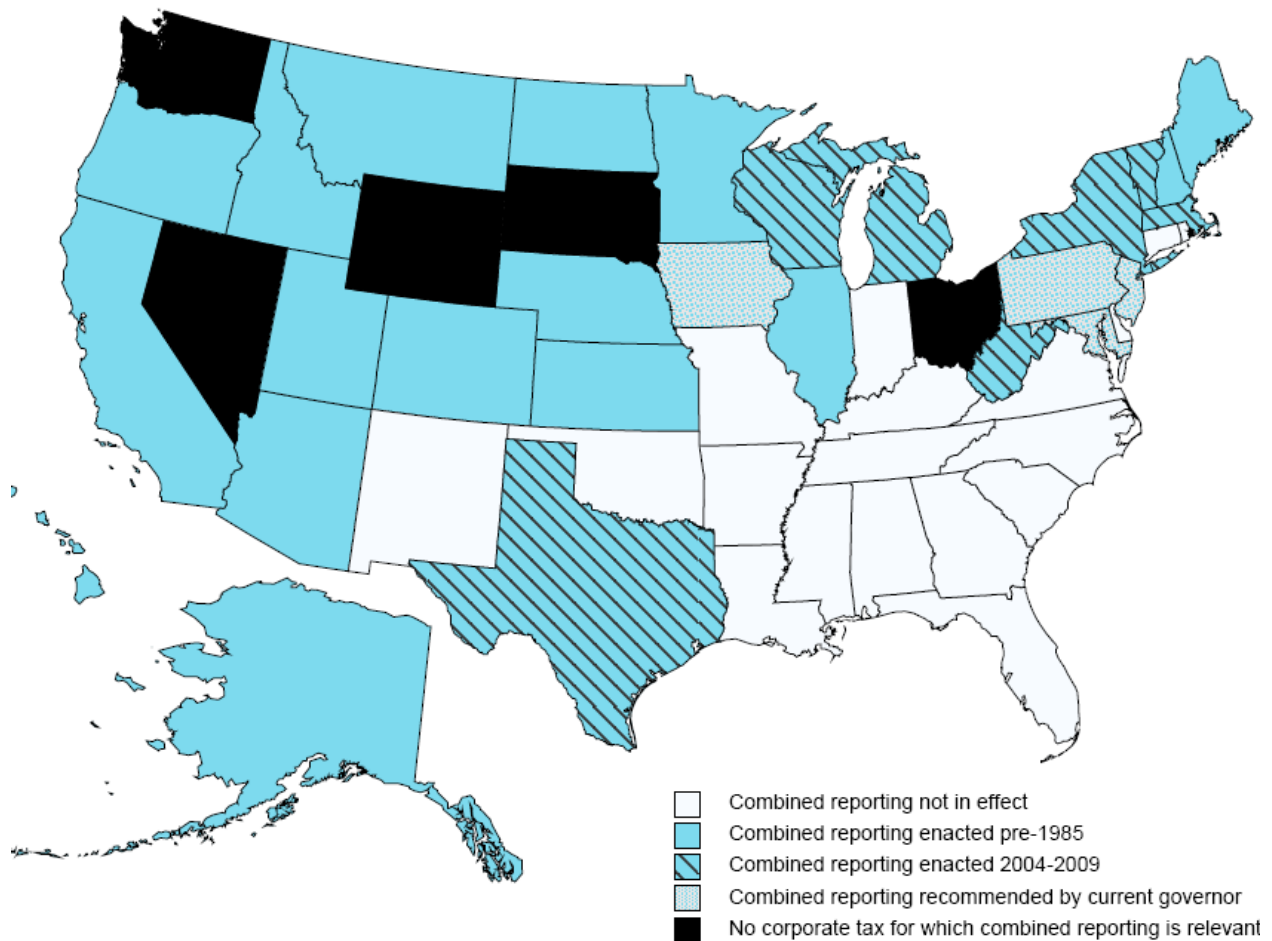 Combined reporting not in effect
Combined reporting enacted pre-1985
Combined reporting enacted 2004-2009
Combined reporting recommended by current governor
No corporate tax for which combined reporting is relevant